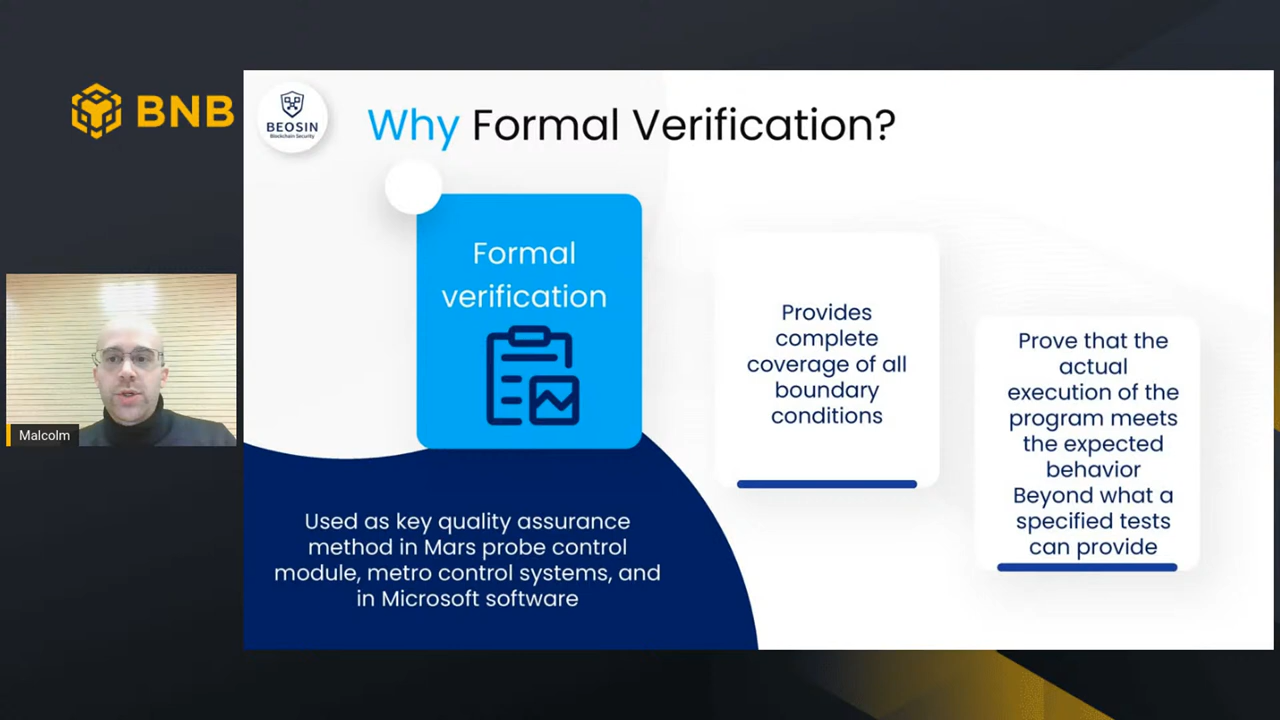 BNB
BEOSIN
Blockchain Security
Why Formal Verification?
Formal
verification
Used as key quality assurance
method in Mars probe control
module, metro control systems, and
in Microsoft software
Provides
complete
coverage of all
boundary
conditions
Prove that the
actual
execution of the
program meets
the expected
behavior
Beyond what a
specified tests
can provide
Malcolm